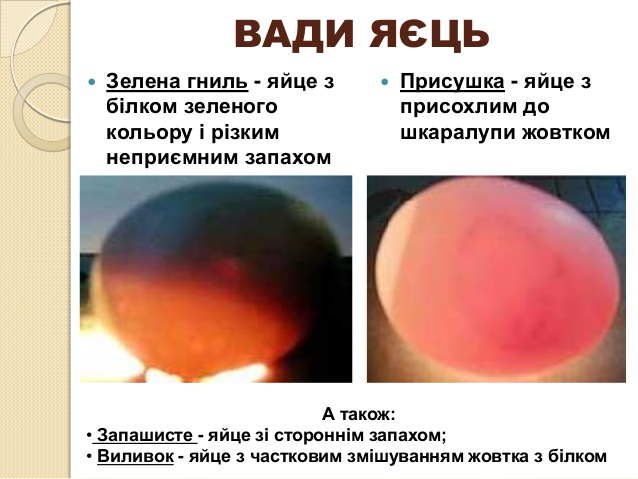 ВАДИ ЯЄЦЬ
• Зелена гниль - яйце з
білком зеленого
кольору і різким
неприємним запахом
• Присушка - яйце з
присохлим до
шкаралупи жовтком
А також:
• Запашисте - яйце зі стороннім запахом;
• Виливок - яйце з частковим змішуванням жовтка з білком